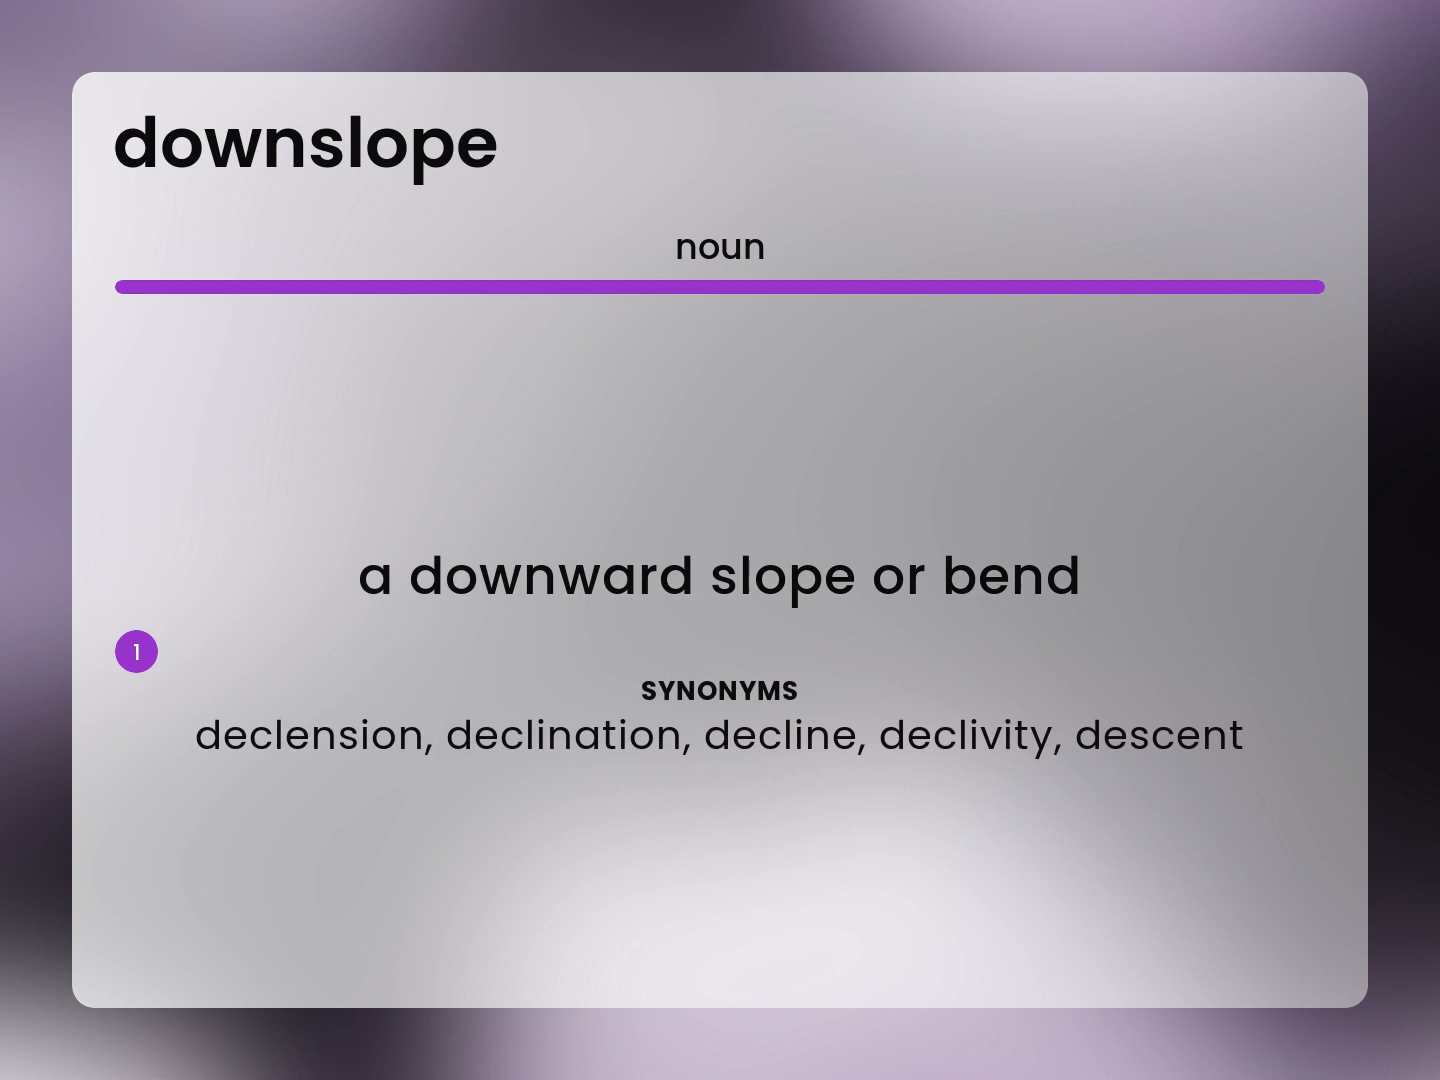 downslope
noun
a downward slope or bend
1
SYNONYMS
declension, declination, decline, declivity, descent